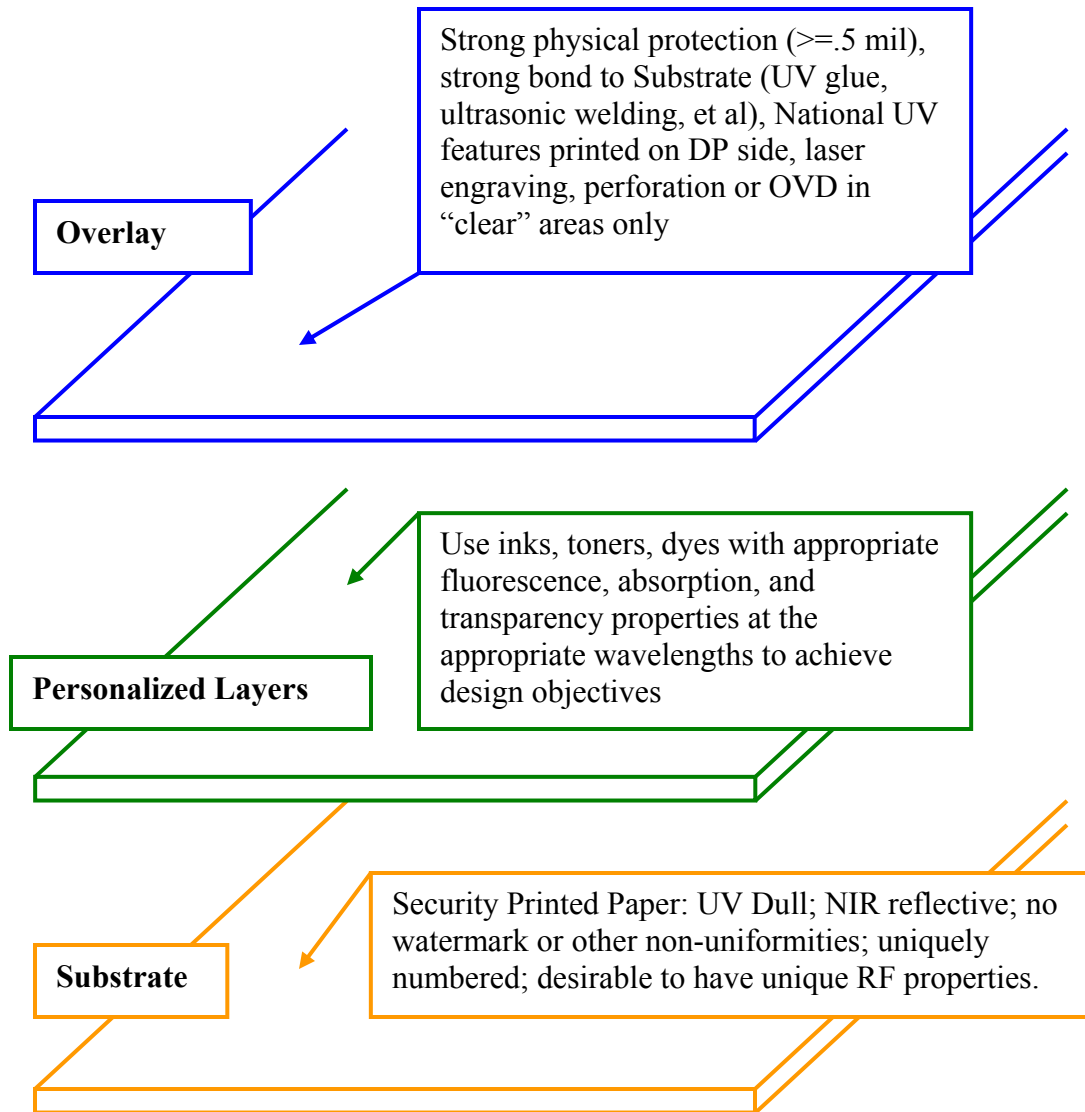 Strong physical protection (>=.5 mil),
strong bond to Substrate (UV glue,
ultrasonic welding, et al), National UV
features printed on DP side, laser
engraving, perforation or OVD in
“clear” areas only
Overlay
Use inks, toners, dyes with appropriate
fluorescence, absorption, and
transparency properties at the
appropriate wavelengths to achieve
design objectives
Personalized Layers
Security Printed Paper: UV Dull; NIR reflective; no
watermark or other non-uniformities; uniquely
numbered; desirable to have unique RF properties.
Substrate